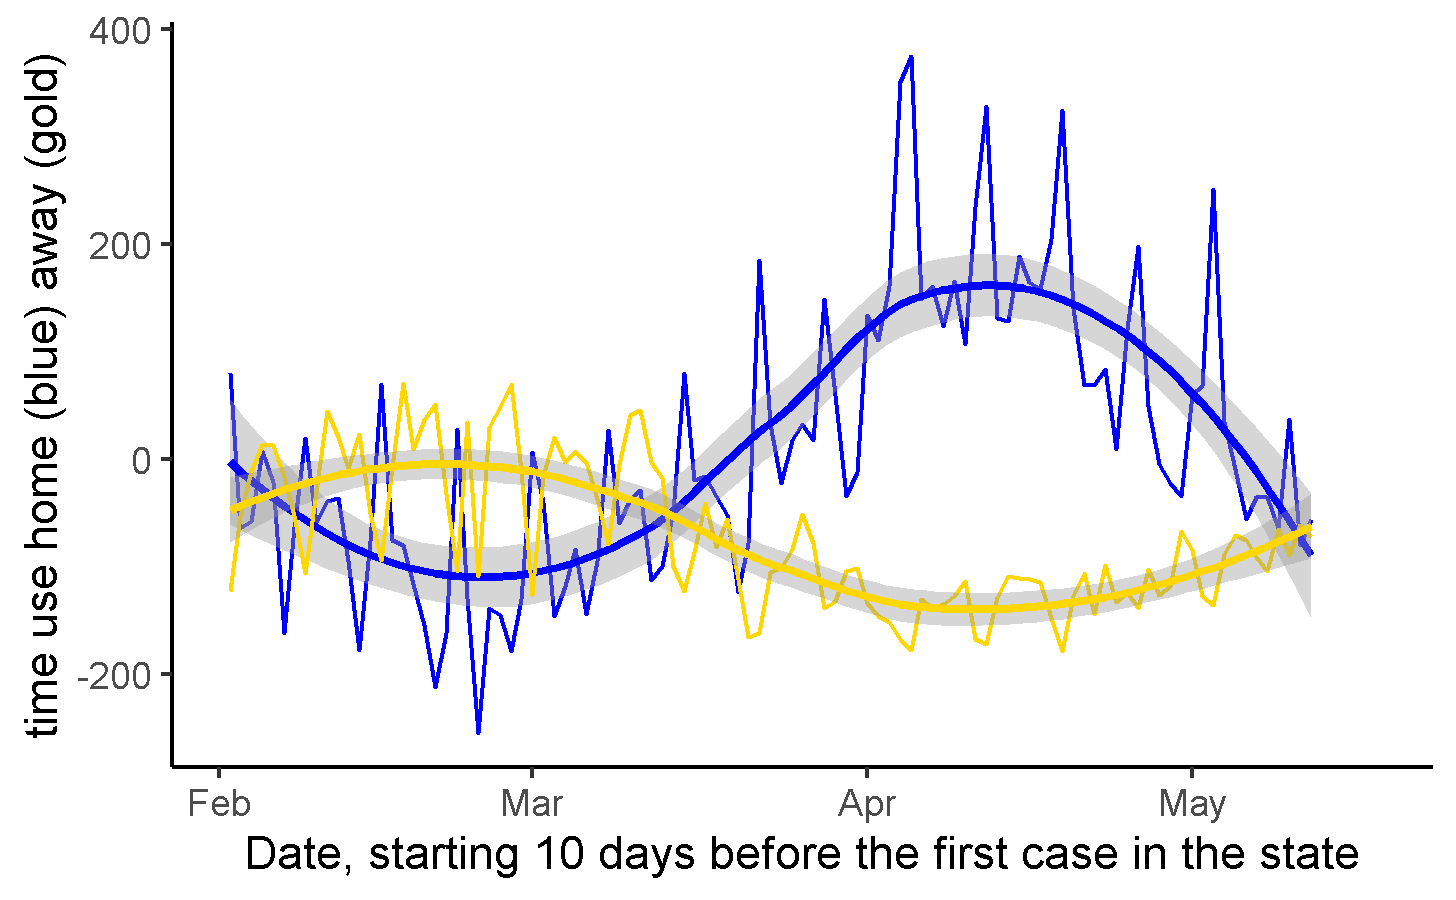 time use home (blue) away (gold)
400
200
0
-200
Feb Mar Apr May
Date, starting 10 days before the first case in the state